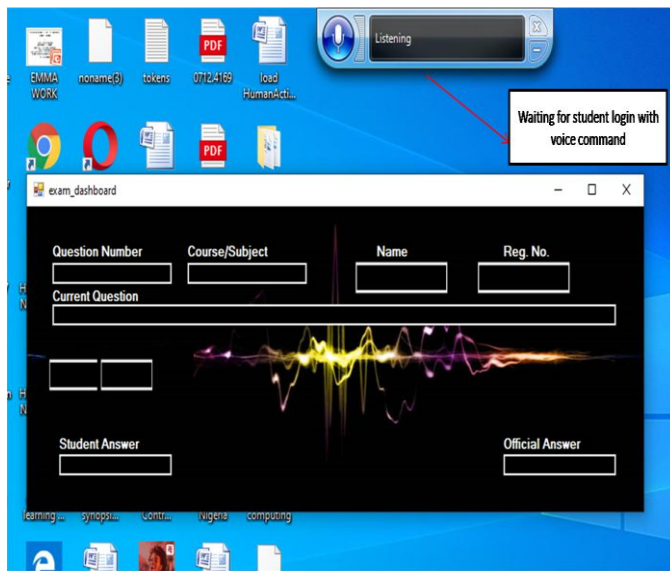 Listening
EMMA WORK
noname(3)
tokens
0712.4169
load HumanActi...
PDF
Waiting for student login with
voice command
PDF
exam_dashboard
Question Number
Course/Subject
Name
Reg. No.
Current Question
Student Answer
Official Answer
learning ...
synopsi...
Contr...
Nigeria
computing